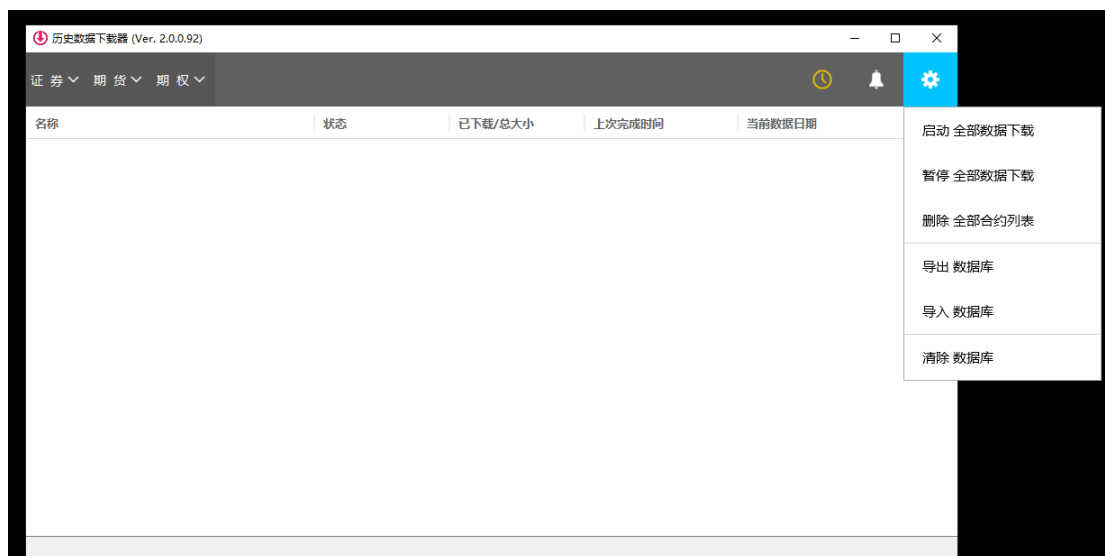 历史数据下载器 (Ver. 2.0.0.92)
证券 期货 期权
名称 状态 已下载/总大小 上次完成时间 当前数据日期
启动 全部数据下载
暂停 全部数据下载
删除 全部合约列表
导出 数据库
导入 数据库
清除 数据库